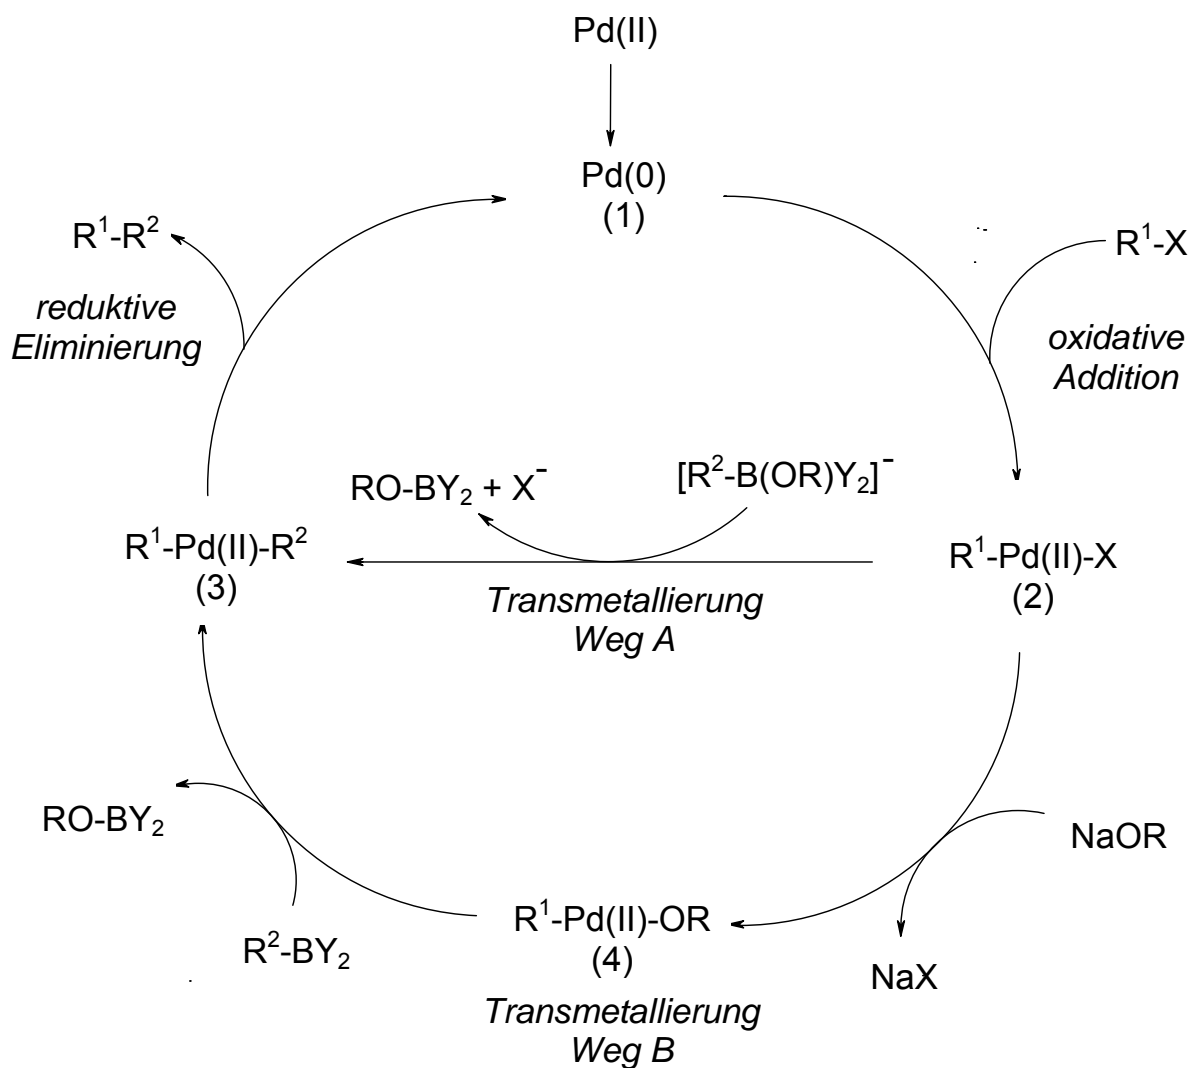 Pd(II)
Pd(0)
(1)
R¹-R²
R¹-X
reduktive
Eliminierung
oxidative
Addition
RO-BY₂ + X⁻
[R²-B(OR)Y₂]⁻
R¹-Pd(II)-R²
(3)
R¹-Pd(II)-X
(2)
Transmetallierung
Weg A
RO-BY₂
NaOR
R²-BY₂
R¹-Pd(II)-OR
(4)
NaX
Transmetallierung
Weg B